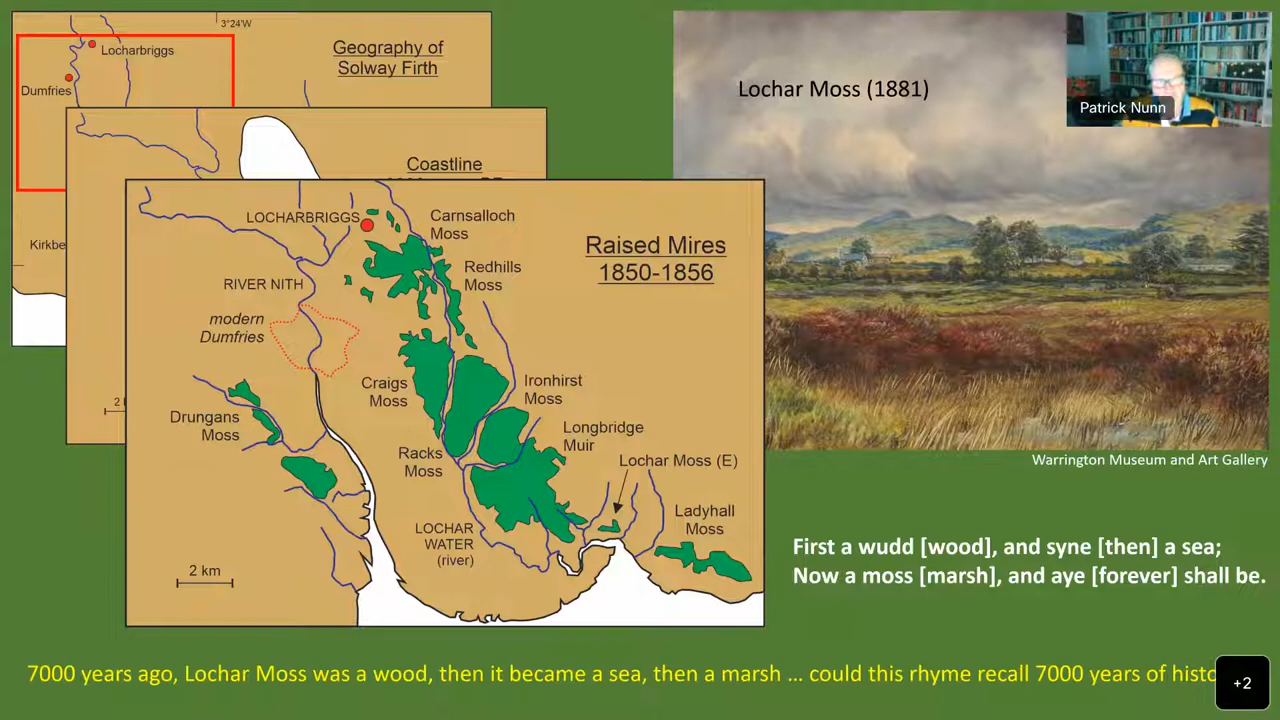 3°24'W
Locharbriggs
Dumfries
Geography of
Solway Firth
Kirkbe
Coastline
2
LOCHARBRIGGS
Carnsalloch
Moss
Raised Mires
1850-1856
Redhills
Moss
RIVER NITH
modern
Dumfries
Craigs
Moss
Ironhirst
Moss
Drungans
Moss
Longbridge
Muir
Racks
Moss
Lochar Moss (E)
Ladyhall
Moss
LOCHAR
WATER
(river)
2 km
Lochar Moss (1881)
Patrick Nunn
Warrington Museum and Art Gallery
First a wudd [wood], and syne [then] a sea;
Now a moss [marsh], and aye [forever] shall be.
7000 years ago, Lochar Moss was a wood, then it became a sea, then a marsh … could this rhyme recall 7000 years of histo
+2